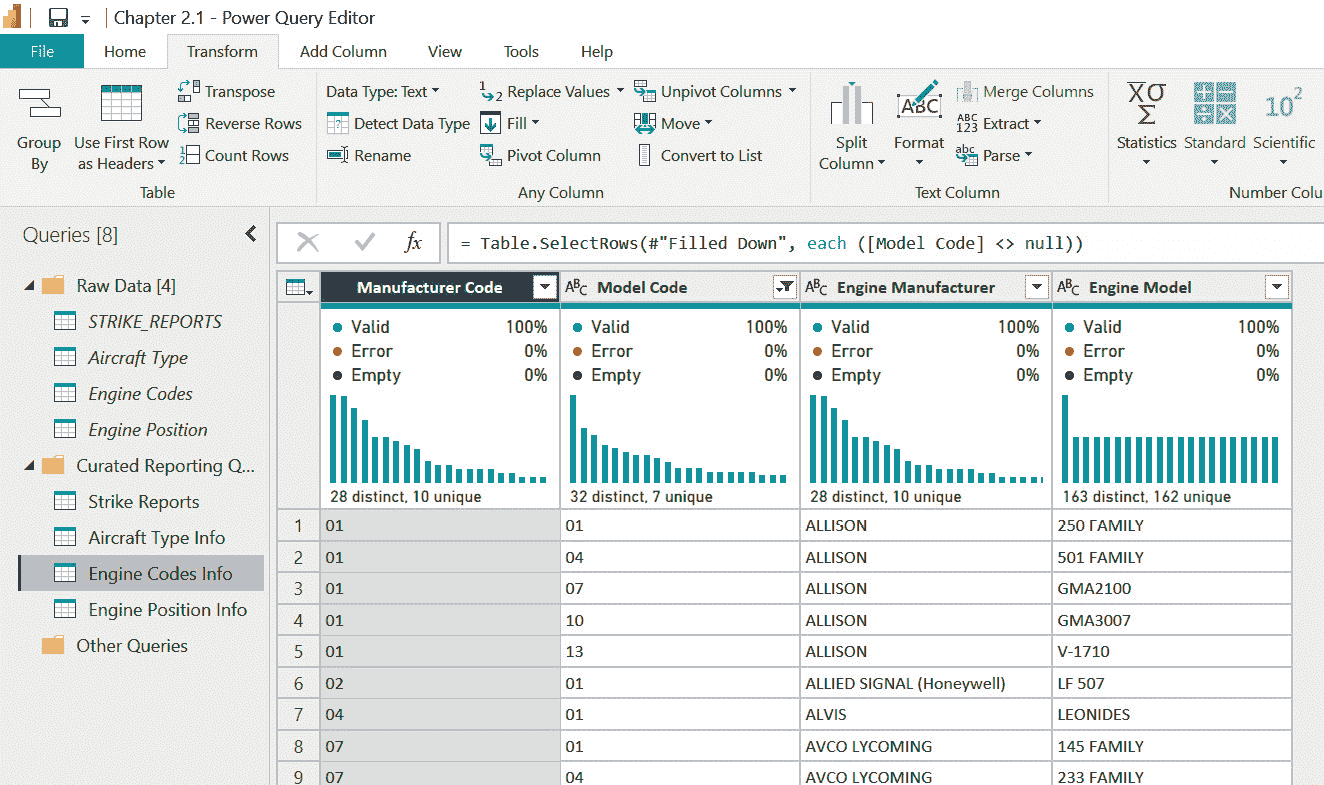 Chapter 2.1 - Power Query Editor
File Home Transform Add Column View Tools Help
Group By
Use First Row as Headers
Transpose
Reverse Rows
Count Rows
Table
Data Type: Text
Detect Data Type
Rename
Replace Values
Fill
Pivot Column
Unpivot Columns
Move
Convert to List
Any Column
Split Column
ABC
Format
Merge Columns
ABC 123 Extract
abc Parse
Text Column
XΟ Σ
Statistics
Standard
10²
Scientific
Number Colu
Queries [8]
Raw Data [4]
STRIKE_REPORTS
Aircraft Type
Engine Codes
Engine Position
Curated Reporting Q...
Strike Reports
Aircraft Type Info
Engine Codes Info
Engine Position Info
Other Queries
fx = Table.SelectRows(#"Filled Down", each ([Model Code] <> null))
Manufacturer Code ABC Model Code ABC Engine Manufacturer ABC Engine Model
Valid 100% Valid 100% Valid 100% Valid 100%
Error 0% Error 0% Error 0% Error 0%
Empty 0% Empty 0% Empty 0% Empty 0%
28 distinct, 10 unique 32 distinct, 7 unique 28 distinct, 10 unique 163 distinct, 162 unique
1 01 01 ALLISON 250 FAMILY
2 01 04 ALLISON 501 FAMILY
3 01 07 ALLISON GMA2100
4 01 10 ALLISON GMA3007
5 01 13 ALLISON V-1710
6 02 01 ALLIED SIGNAL (Honeywell) LF 507
7 04 01 ALVIS LEONIDES
8 07 01 AVCO LYCOMING 145 FAMILY
9 07 04 AVCO LYCOMING 233 FAMILY